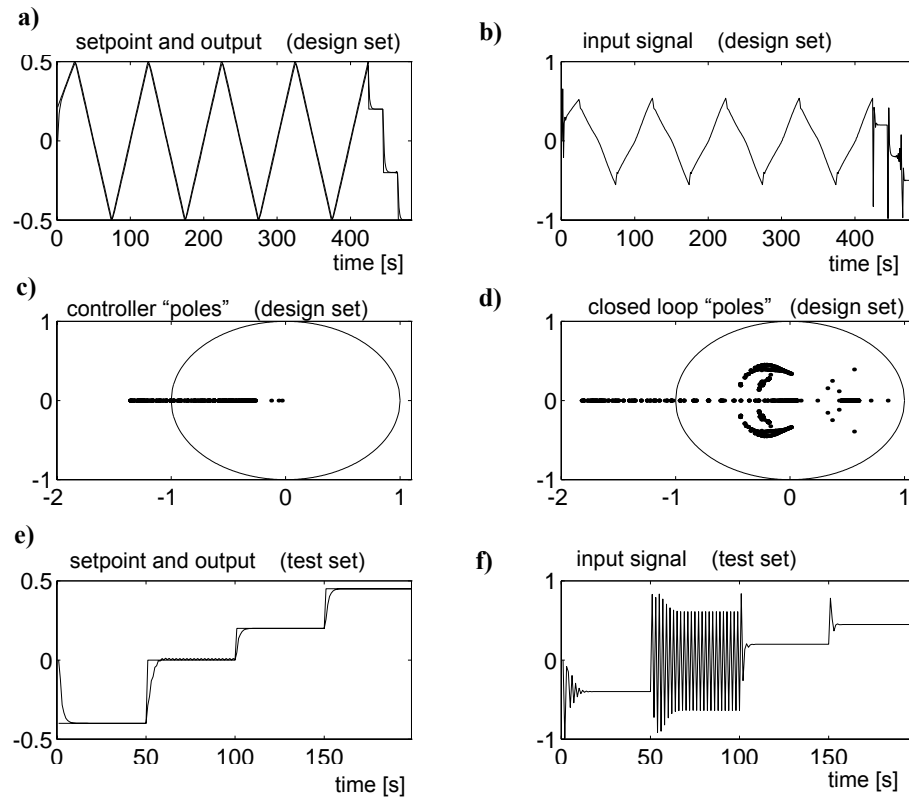 a)
setpoint and output (design set)
0.5
0
-0.5
0 100 200 300 400
time [s]
b)
input signal (design set)
1
0
-1
0 100 200 300 400
time [s]
c)
controller “poles” (design set)
1
0
-1
-2 -1 0 1
d)
closed loop “poles” (design set)
1
0
-1
-2 -1 0 1
e)
setpoint and output (test set)
0.5
0
-0.5
0 50 100 150
time [s]
f)
input signal (test set)
1
0
-1
0 50 100 150
time [s]